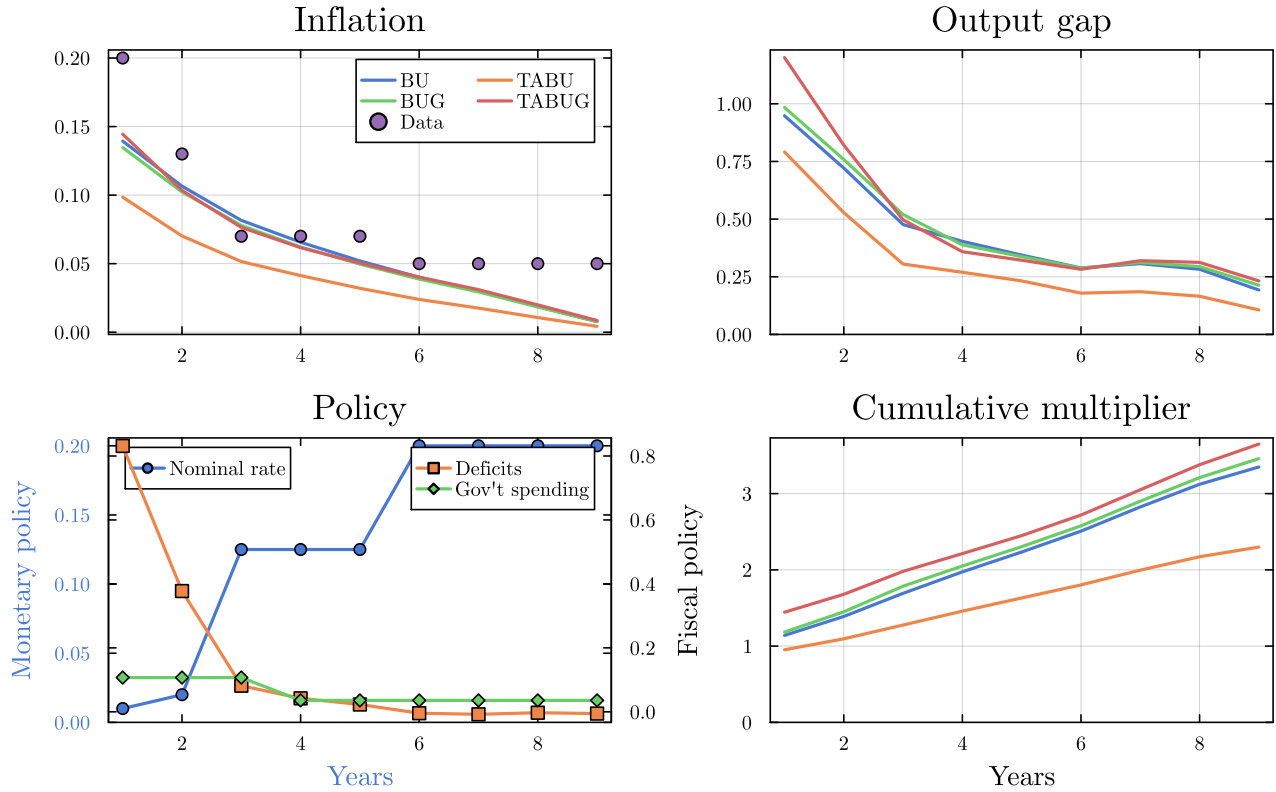 Inflation
0.20
0.15
0.10
0.05
0.00
2 4 6 8
BU TABU
BUG TABUG
Data
Output gap
1.00
0.75
0.50
0.25
0.00
2 4 6 8
Policy
Monetary policy
0.20
0.15
0.10
0.05
0.00
Nominal rate
Deficits
Gov't spending
0.8
0.6
0.4
0.2
0.0
Fiscal policy
2 4 6 8
Years
Cumulative multiplier
3
2
1
0
2 4 6 8
Years